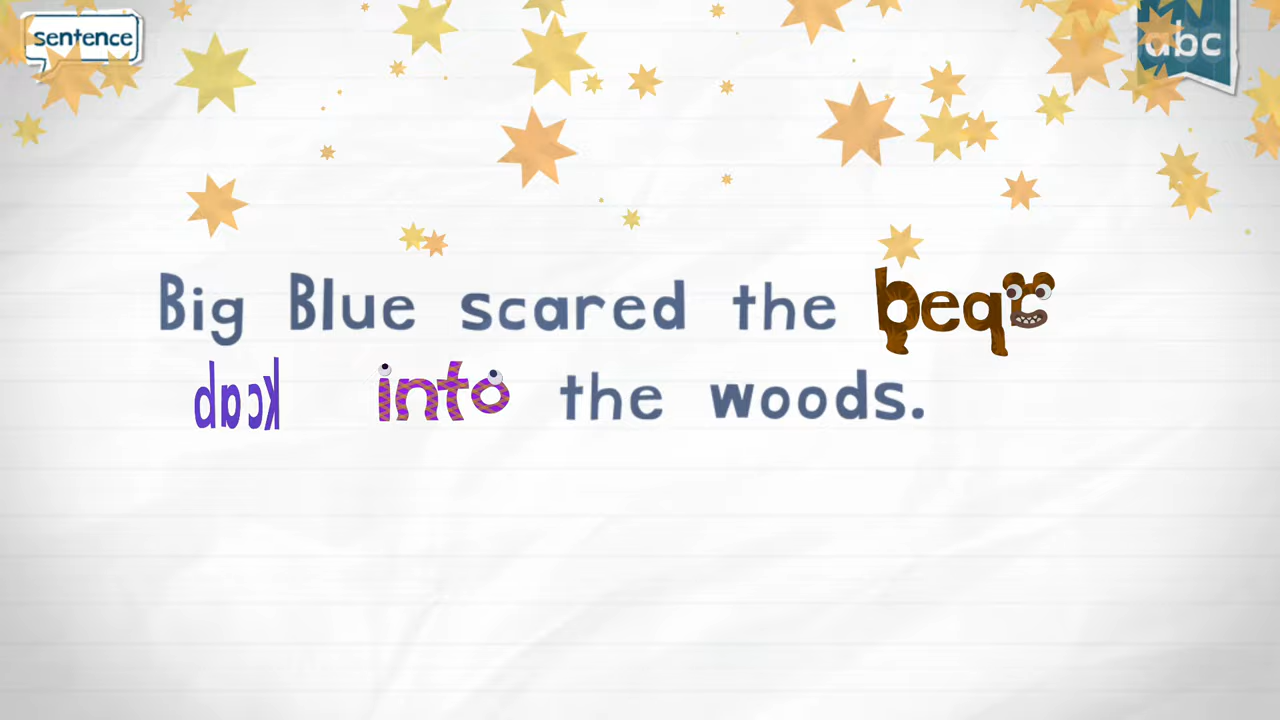 sentence
abc
Big Blue scared the bear
back into the woods.